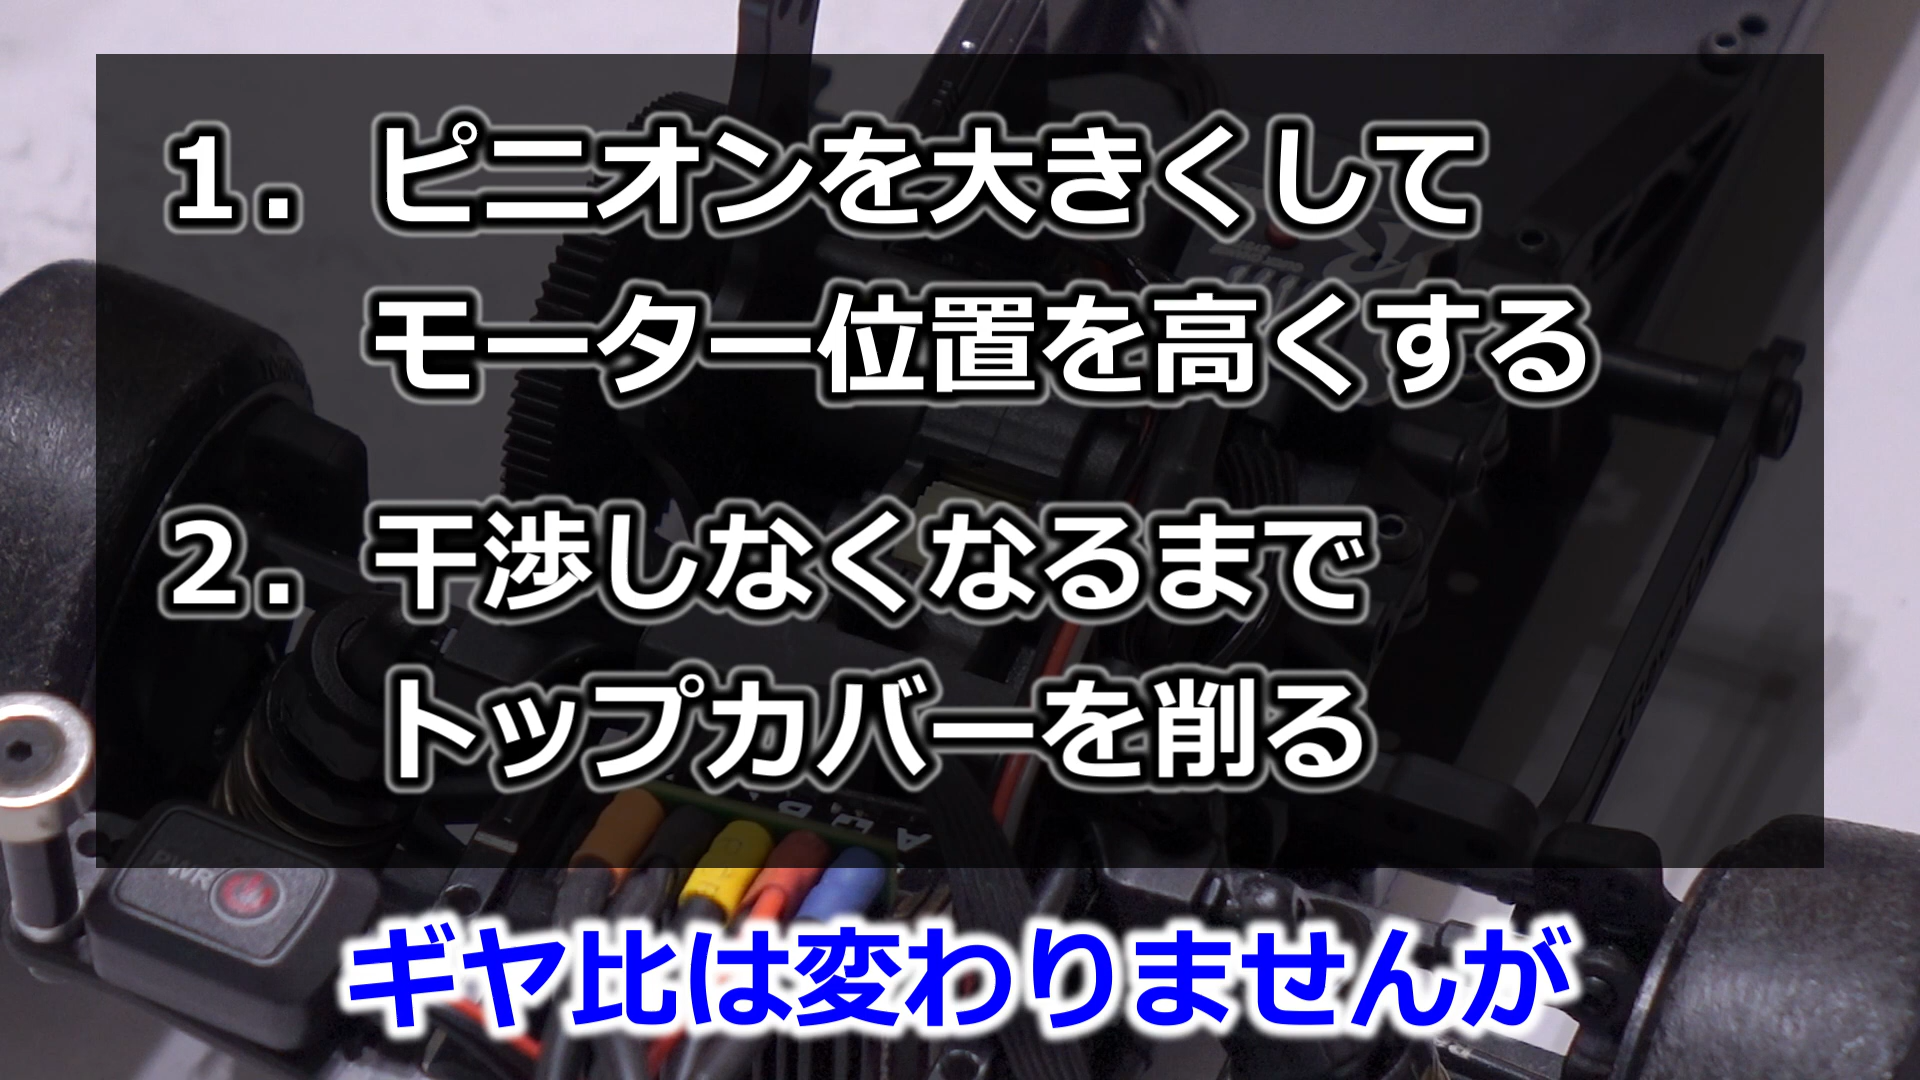 1. ピニオンを大きくして
モーター位置を高くする
2. 干渉しなくなるまで
トップカバーを削る
PWR
ギヤ比は変わりませんが